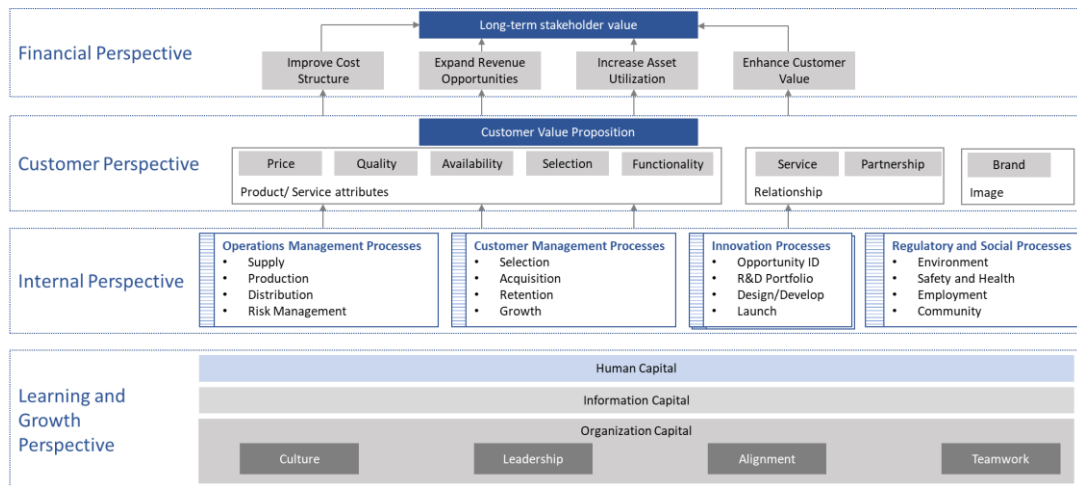 Financial Perspective
Long-term stakeholder value
Improve Cost
Structure
Expand Revenue
Opportunities
Increase Asset
Utilization
Enhance Customer
Value
Customer Perspective
Customer Value Proposition
Price
Quality
Availability
Selection
Functionality
Product/ Service attributes
Service
Partnership
Relationship
Brand
Image
Internal Perspective
Operations Management Processes
• Supply
• Production
• Distribution
• Risk Management
Customer Management Processes
• Selection
• Acquisition
• Retention
• Growth
Innovation Processes
• Opportunity ID
• R&D Portfolio
• Design/Develop
• Launch
Regulatory and Social Processes
• Environment
• Safety and Health
• Employment
• Community
Learning and
Growth
Perspective
Human Capital
Information Capital
Organization Capital
Culture
Leadership
Alignment
Teamwork